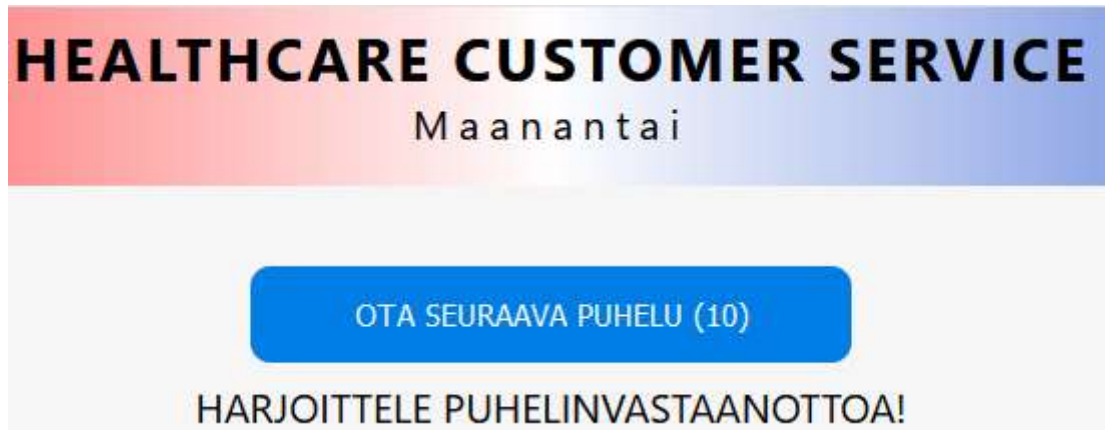 HEALTHCARE CUSTOMER SERVICE
Maanantai
OTA SEURAAVA PUHELU (10)
HARJOITTELE PUHELINVASTAANOTTOA!